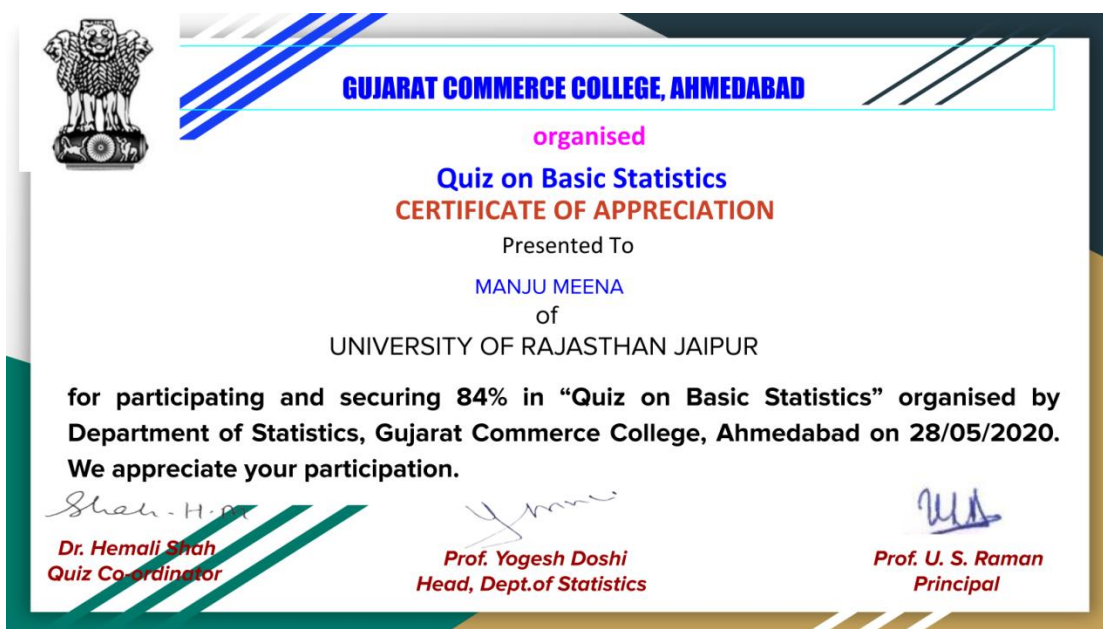 GUJARAT COMMERCE COLLEGE, AHMEDABAD
organised
Quiz on Basic Statistics
CERTIFICATE OF APPRECIATION
Presented To
MANJU MEENA
of
UNIVERSITY OF RAJASTHAN JAIPUR
for participating and securing 84% in “Quiz on Basic Statistics” organised by
Department of Statistics, Gujarat Commerce College, Ahmedabad on 28/05/2020.
We appreciate your participation.
Shah-H.M
Dr. Hemali Shah
Quiz Co-ordinator
Prof. Yogesh Doshi
Head, Dept.of Statistics
Prof. U. S. Raman
Principal